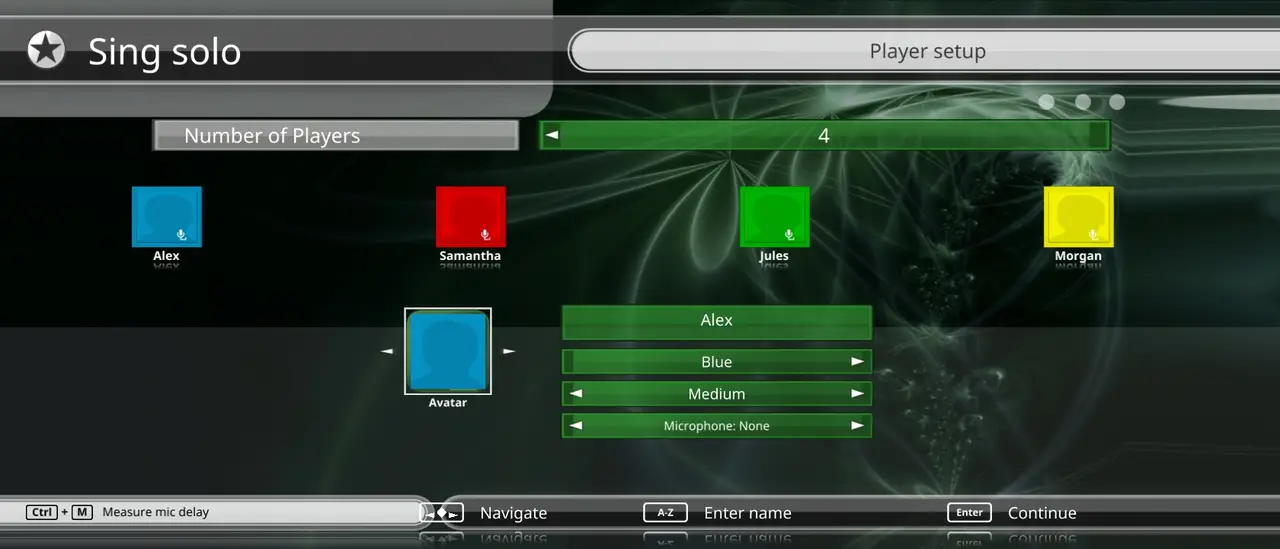 Sing solo
Player setup
Number of Players
4
Alex
Samantha
Jules
Morgan
Avatar
Alex
Blue
Medium
Microphone: None
Ctrl + M Measure mic delay
Navigate
A-Z Enter name
Enter Continue